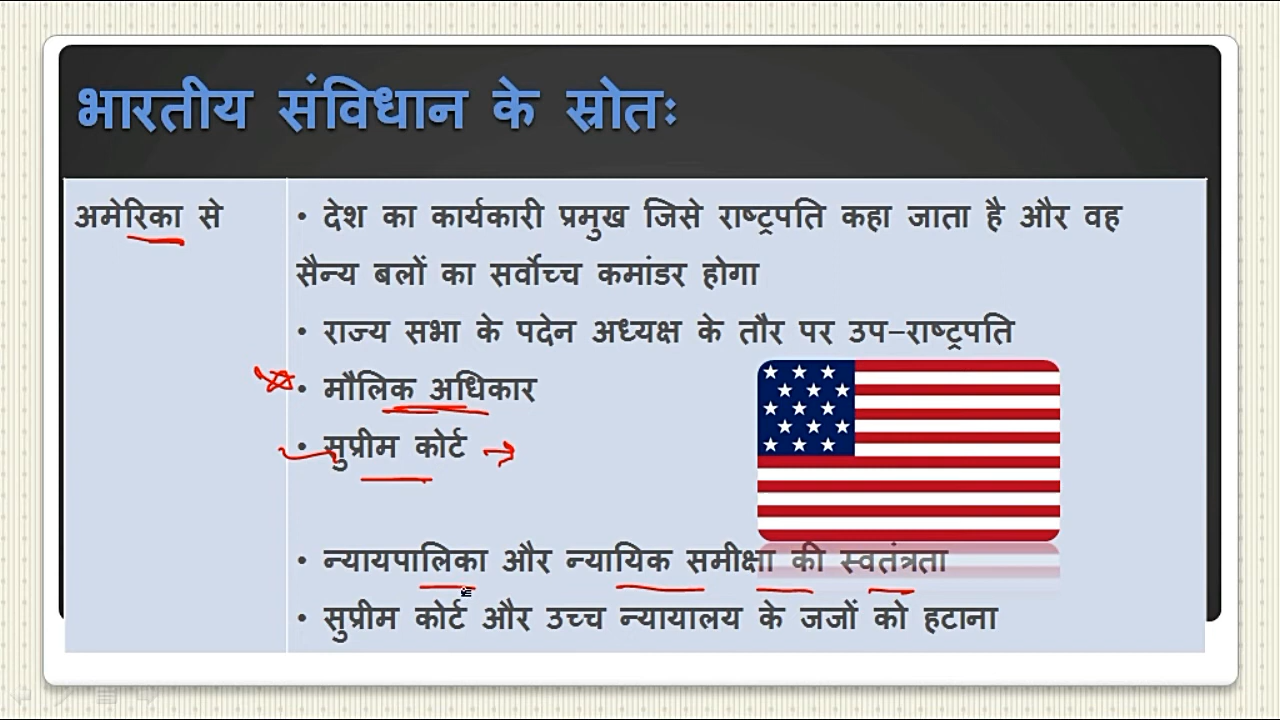 भारतीय संविधान के स्रोतः
अमेरिका से
• देश का कार्यकारी प्रमुख जिसे राष्ट्रपति कहा जाता है और वह
सैन्य बलों का सर्वोच्च कमांडर होगा
• राज्य सभा के पदेन अध्यक्ष के तौर पर उप–राष्ट्रपति
• मौलिक अधिकार
• सुप्रीम कोर्ट
• न्यायपालिका और न्यायिक समीक्षा की स्वतंत्रता
• सुप्रीम कोर्ट और उच्च न्यायालय के जजों को हटाना